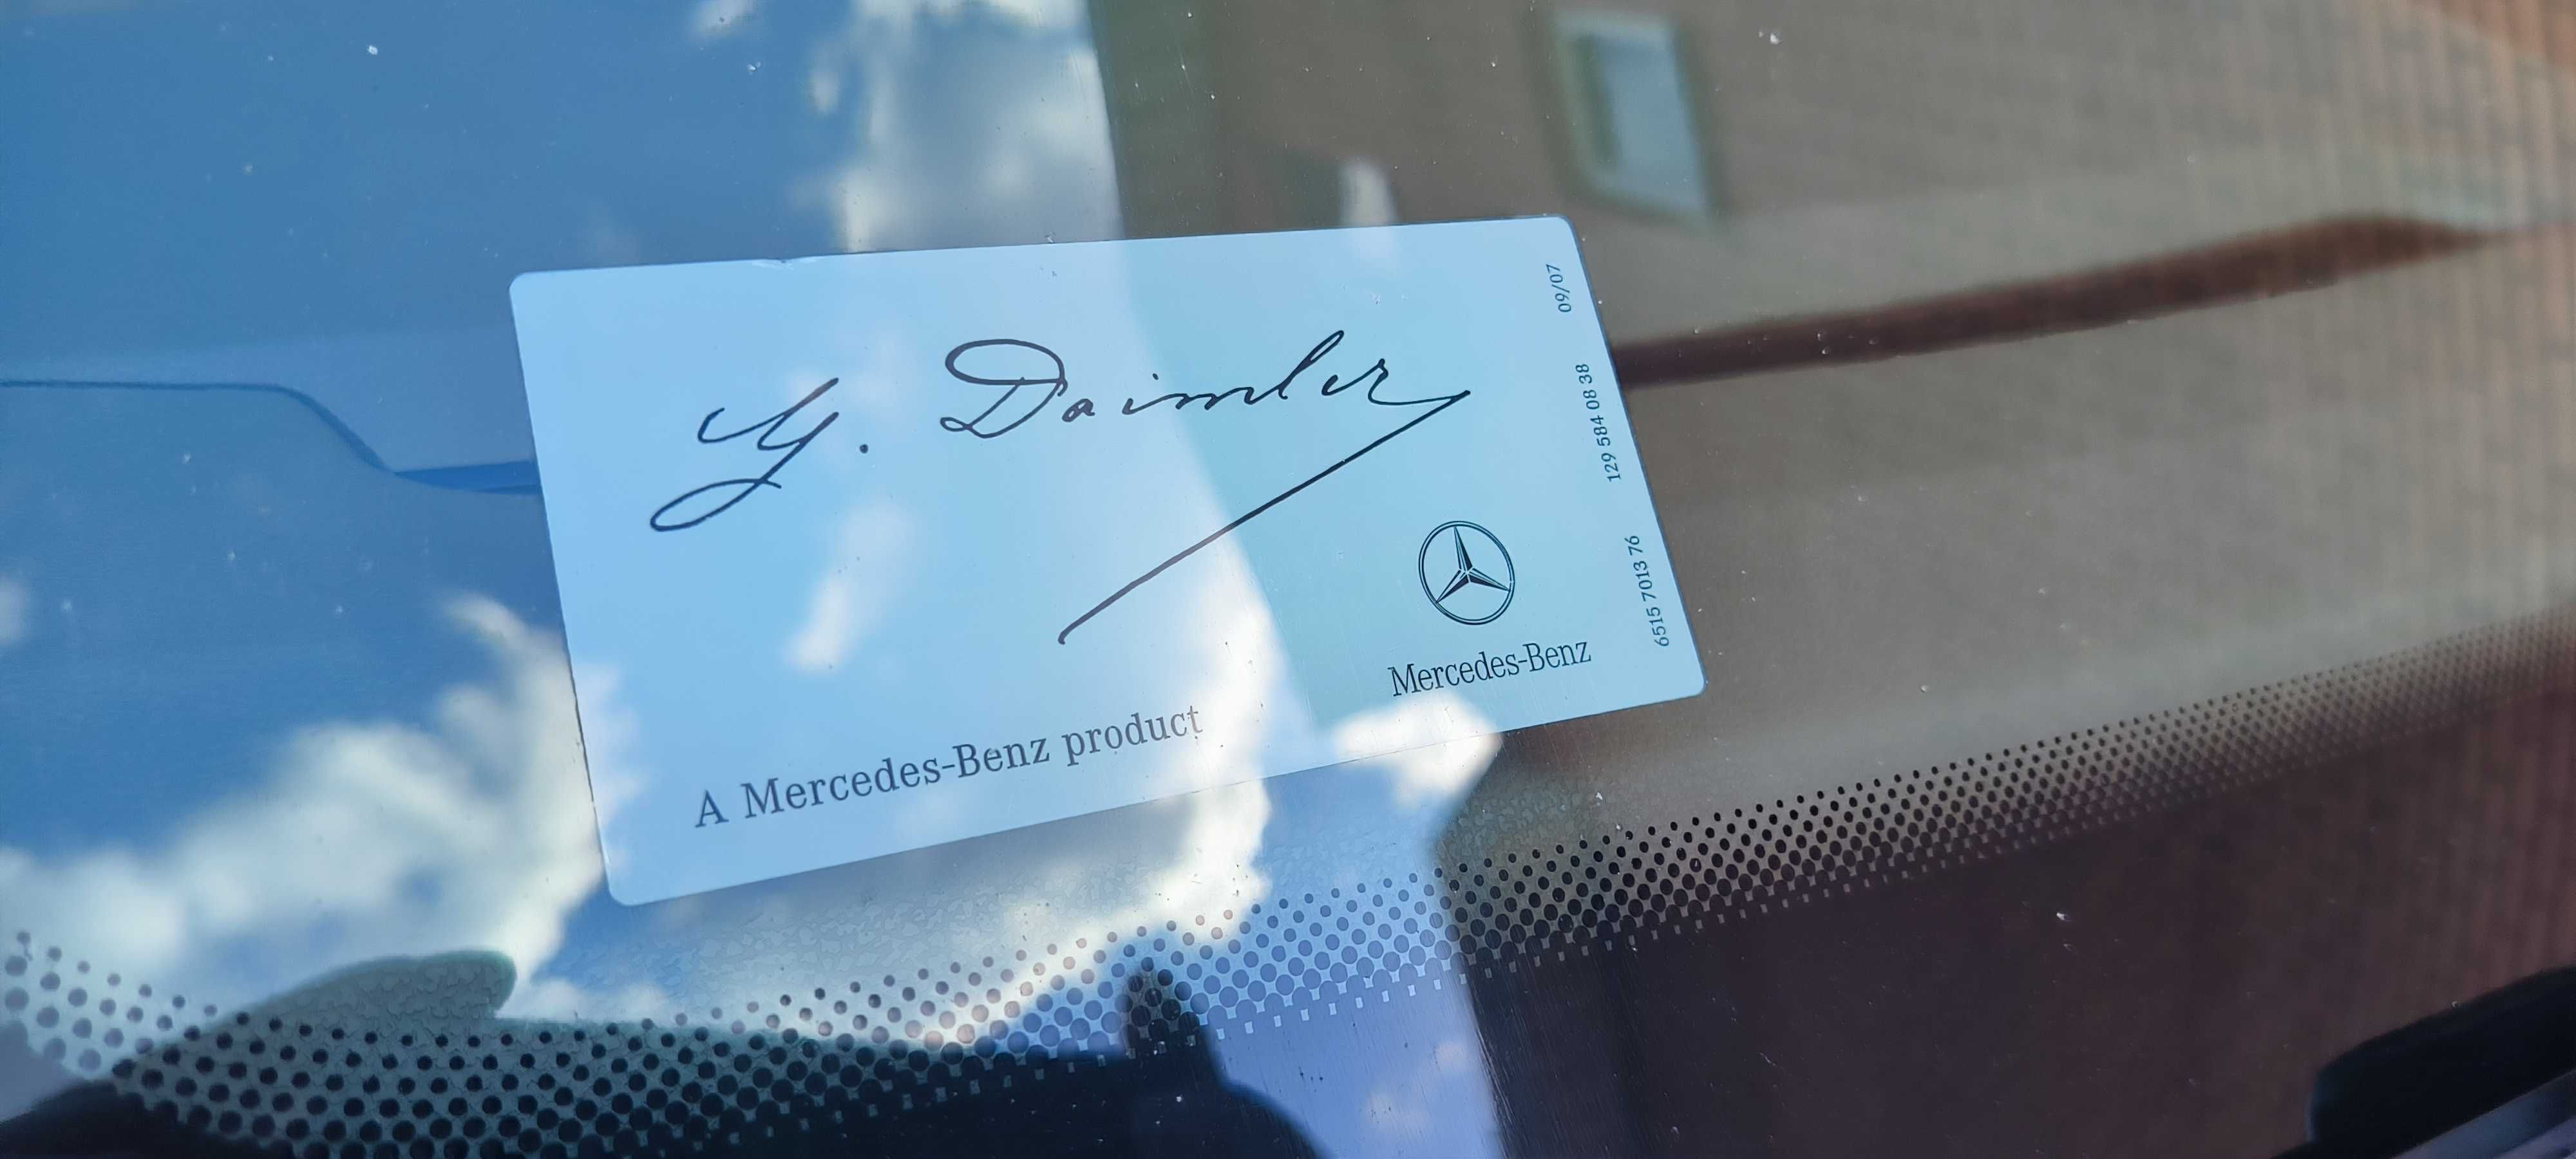 G. Daimler
Mercedes-Benz
A Mercedes-Benz product
6515 7013 76
129 584 08 38
09/07